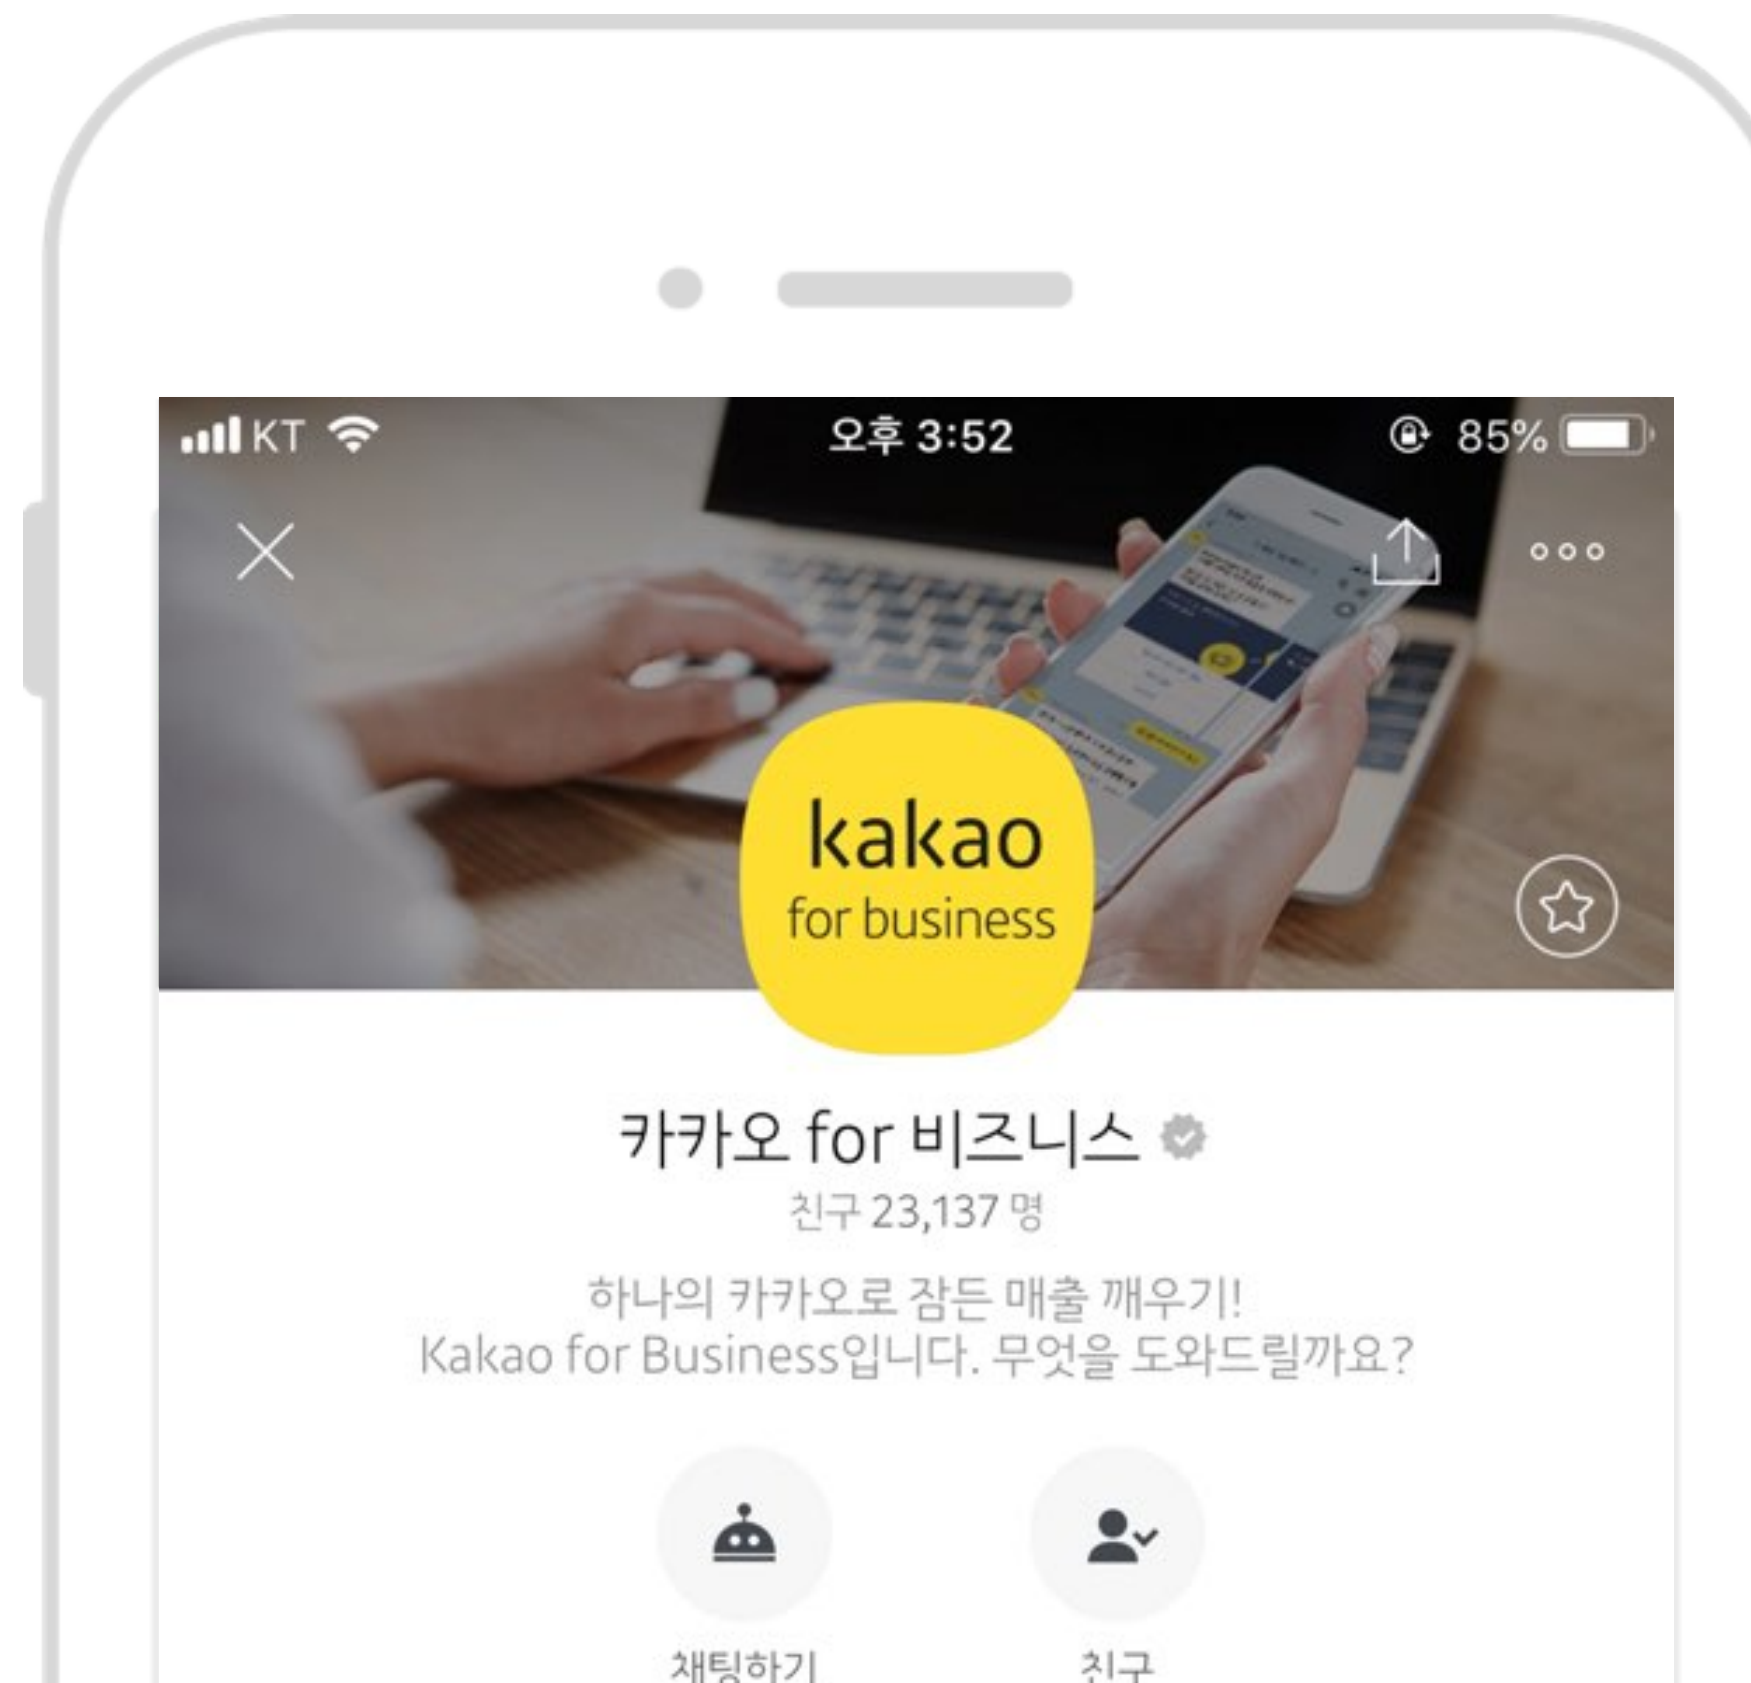 KT 오후 3:52 85%
kakao
for business
카카오 for 비즈니스
친구 23,137 명
하나의 카카오로 잠든 매출 깨우기!
Kakao for Business입니다. 무엇을 도와드릴까요?
채팅하기 친구